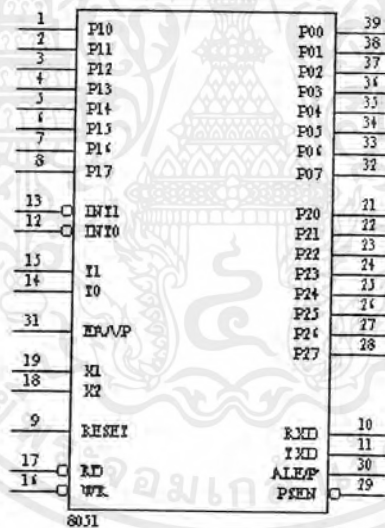 1 P10 P00 39
2 P11 P01 38
3 P12 P02 37
4 P13 P03 36
5 P14 P04 35
6 P15 P05 34
7 P16 P06 33
8 P17 P07 32
13 INT1 P20 21
12 INT0 P21 22
P22 23
15 T1 P23 24
14 T0 P24 25
P25 26
31 EA/VP P26 27
P27 28
19 X1
18 X2
9 RESET RXD 10
TXD 11
17 RD ALE/P 30
16 WR PSEN 29
8051